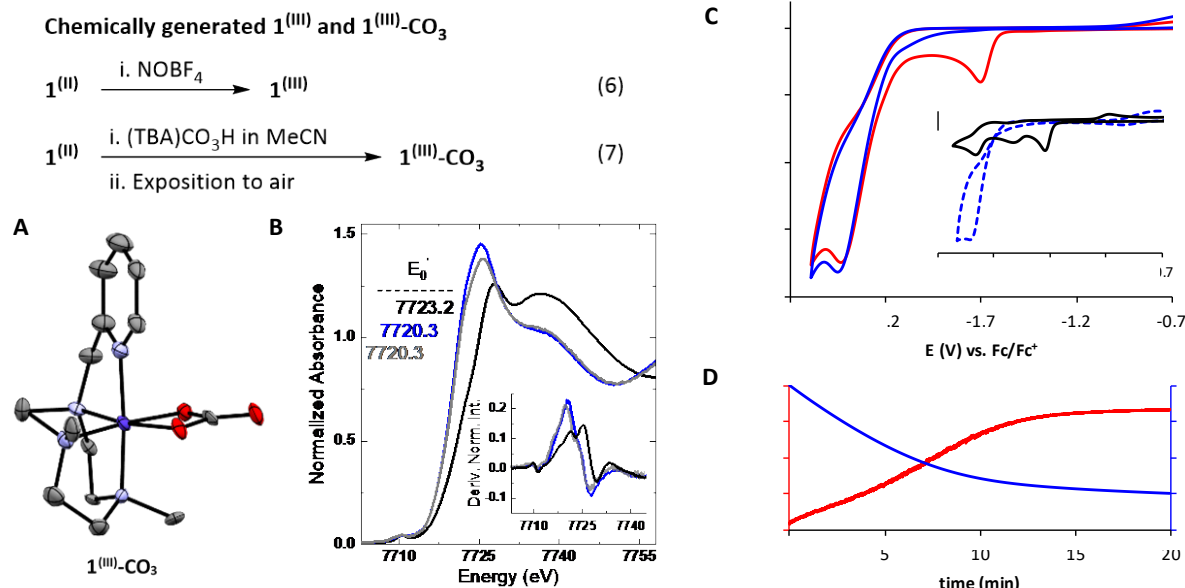 Chemically generated 1(III) and 1(III)-CO3
1(II) i. NOBF4 1(III) (6)
1(II) i. (TBA)CO3H in MeCN 1(III)-CO3 (7)
ii. Exposition to air
A
1(III)-CO3
B
1.5
1.0
0.5
0.0
Normalized Absorbance
E0
7723.2
7720.3
7720.3
0.2
0.1
0.0
-0.1
Deriv. Norm. Int.
7710 7725 7740
7710 7725 7740 7755
Energy (eV)
C
0.7
.2 -1.7 -1.2 -0.7
E (V) vs. Fc/Fc+
D
5 10 15 20
time (min)